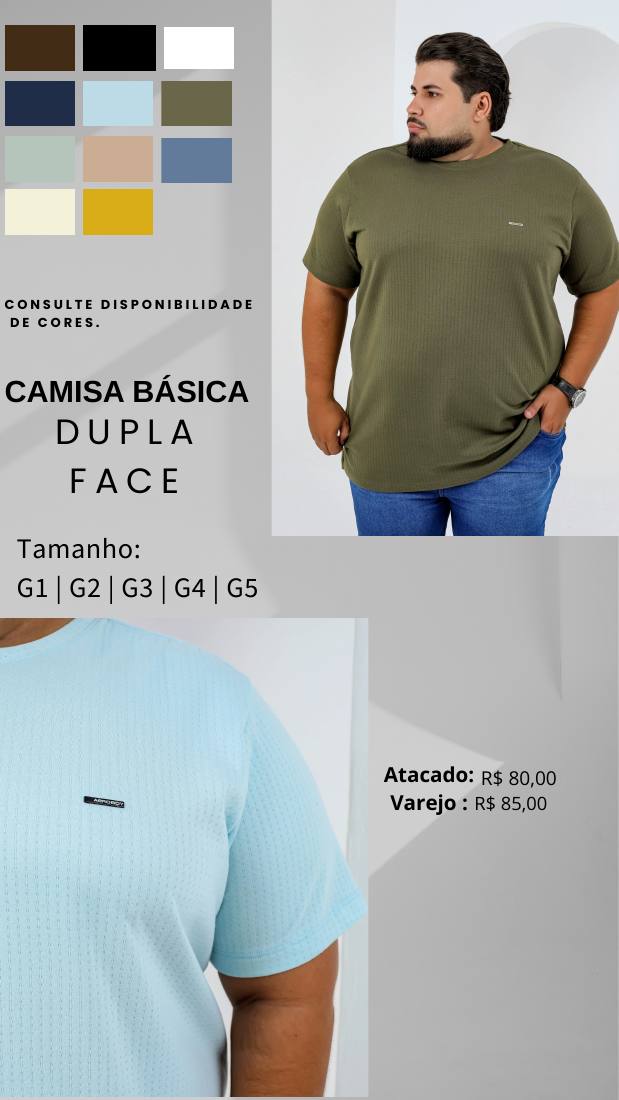 CONSULTE DISPONIBILIDADE
DE CORES.
CAMISA BÁSICA
DUPLA
FACE
Tamanho:
G1 | G2 | G3 | G4 | G5
Atacado: R$ 80,00
Varejo : R$ 85,00